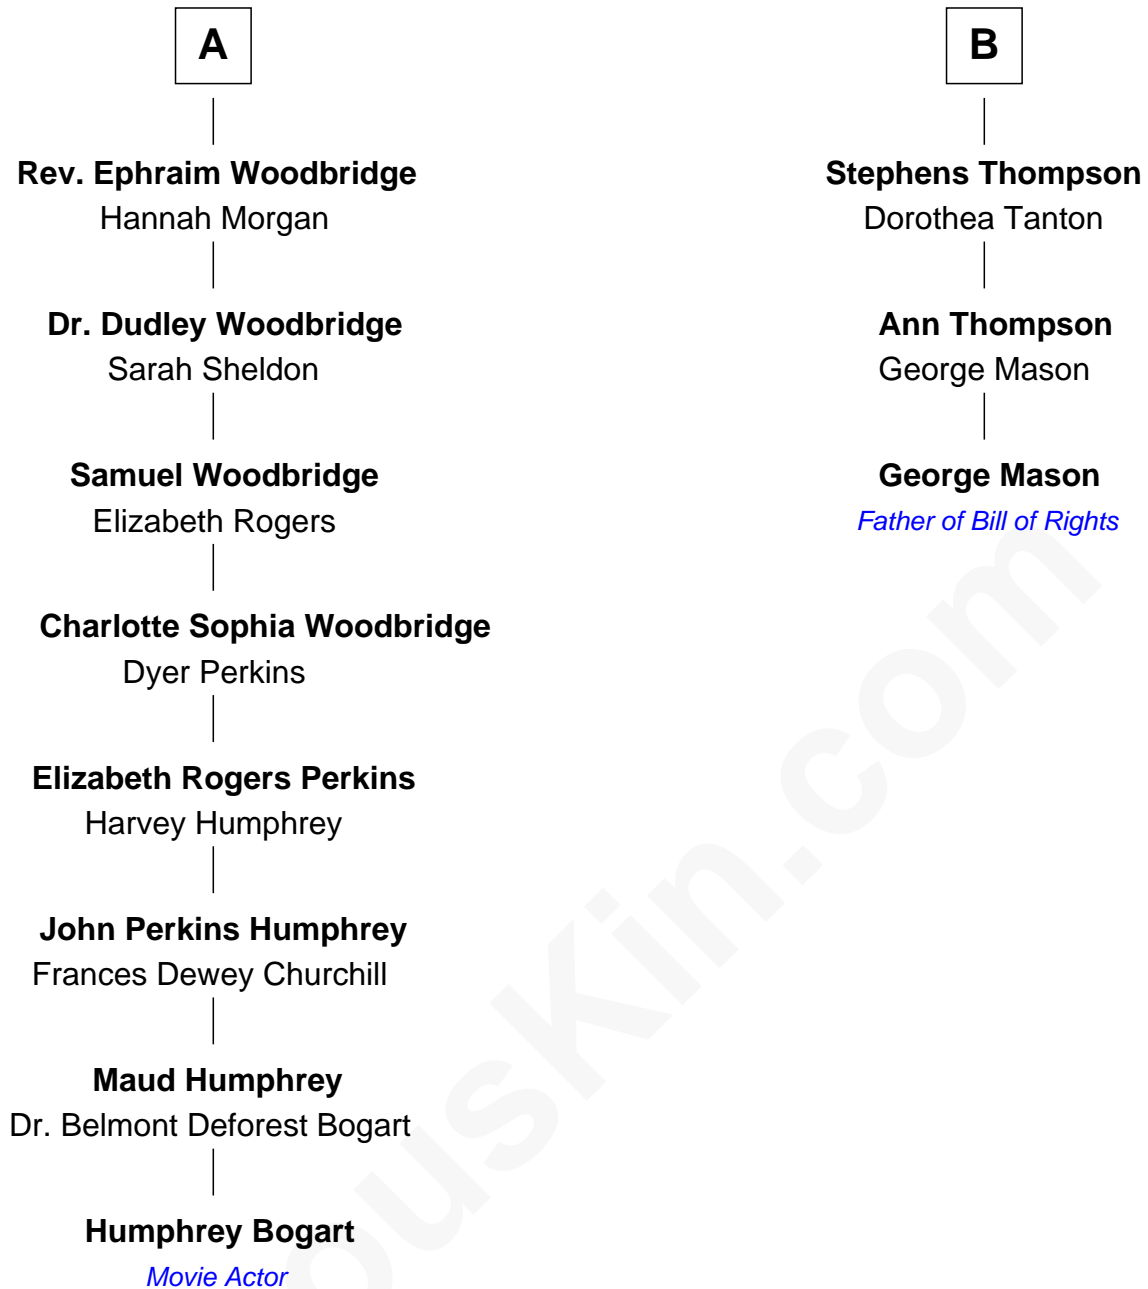 A
Rev. Ephraim Woodbridge
Hannah Morgan
Dr. Dudley Woodbridge
Sarah Sheldon
Samuel Woodbridge
Elizabeth Rogers
Charlotte Sophia Woodbridge
Dyer Perkins
Elizabeth Rogers Perkins
Harvey Humphrey
John Perkins Humphrey
Frances Dewey Churchill
Maud Humphrey
Dr. Belmont Deforest Bogart
Humphrey Bogart
Movie Actor
B
Stephens Thompson
Dorothea Tanton
Ann Thompson
George Mason
George Mason
Father of Bill of Rights
ousKin.com